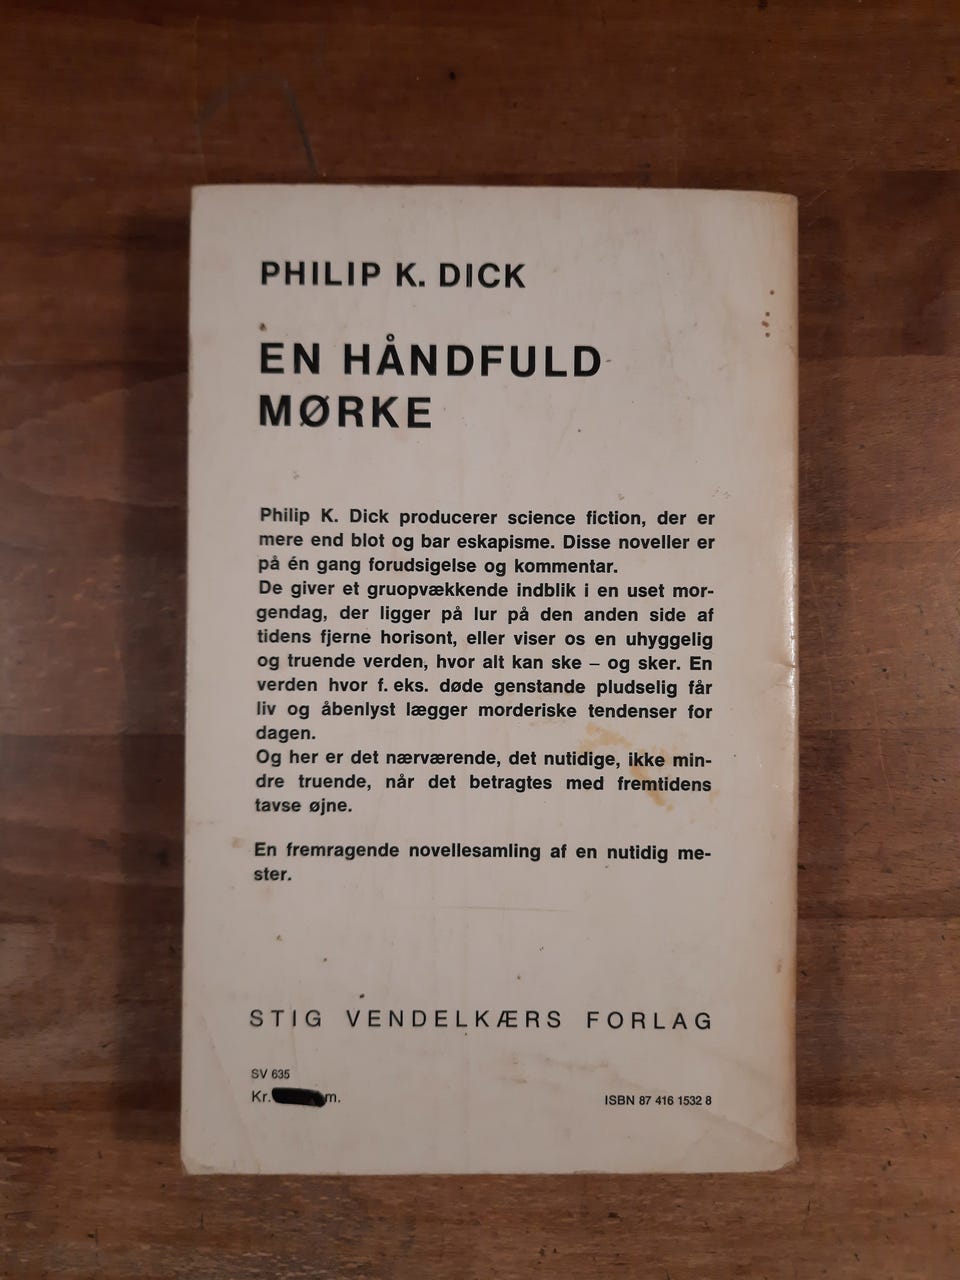 PHILIP K. DICK
EN HÅNDFULD
MØRKE
Philip K. Dick producerer science fiction, der er
mere end blot og bar eskapisme. Disse noveller er
på én gang forudsigelse og kommentar.
De giver et gruopvækkende indblik i en uset mor-
gendag, der ligger på lur på den anden side af
tidens fjerne horisont, eller viser os en uhyggelig
og truende verden, hvor alt kan ske – og sker. En
verden hvor f. eks. døde genstande pludselig får
liv og åbenlyst lægger morderiske tendenser for
dagen.
Og her er det nærværende, det nutidige, ikke min-
dre truende, når det betragtes med fremtidens
tavse øjne.
En fremragende novellesamling af en nutidig me-
ster.
STIG VENDELKÆRS FORLAG
SV 635
Kr. m.
ISBN 87 416 1532 8